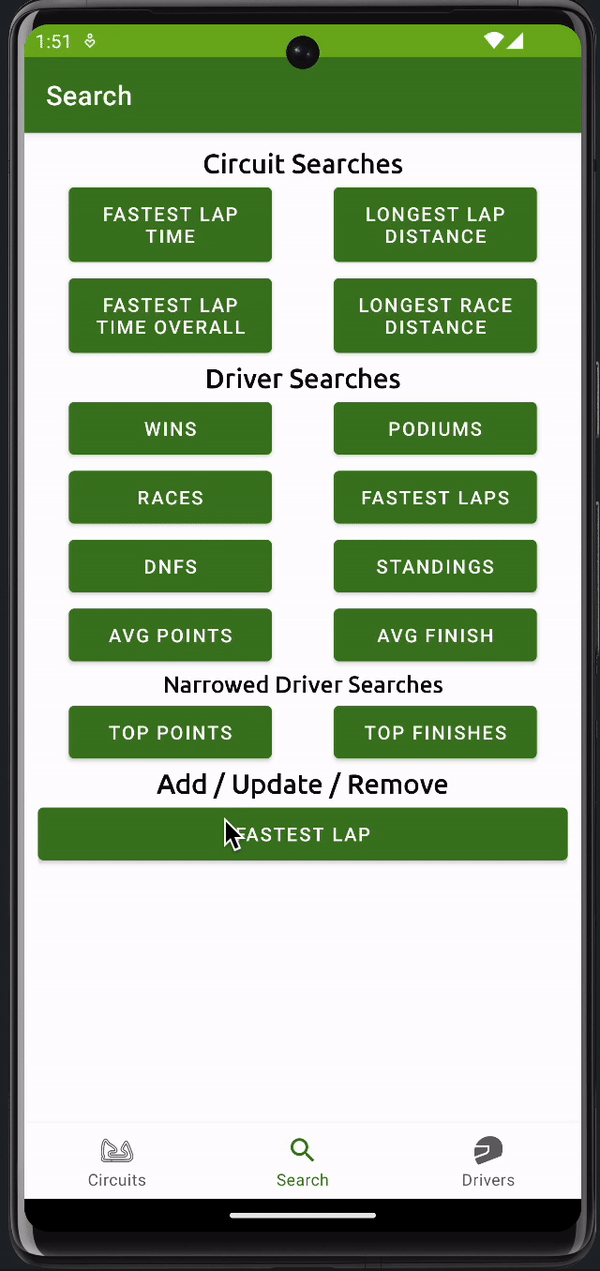 1:51
Search
Circuit Searches
FASTEST LAP
TIME
LONGEST LAP
DISTANCE
FASTEST LAP
TIME OVERALL
LONGEST RACE
DISTANCE
Driver Searches
WINS
PODIUMS
RACES
FASTEST LAPS
DNFS
STANDINGS
AVG POINTS
AVG FINISH
Narrowed Driver Searches
TOP POINTS
TOP FINISHES
Add / Update / Remove
FASTEST LAP
Circuits
Search
Drivers